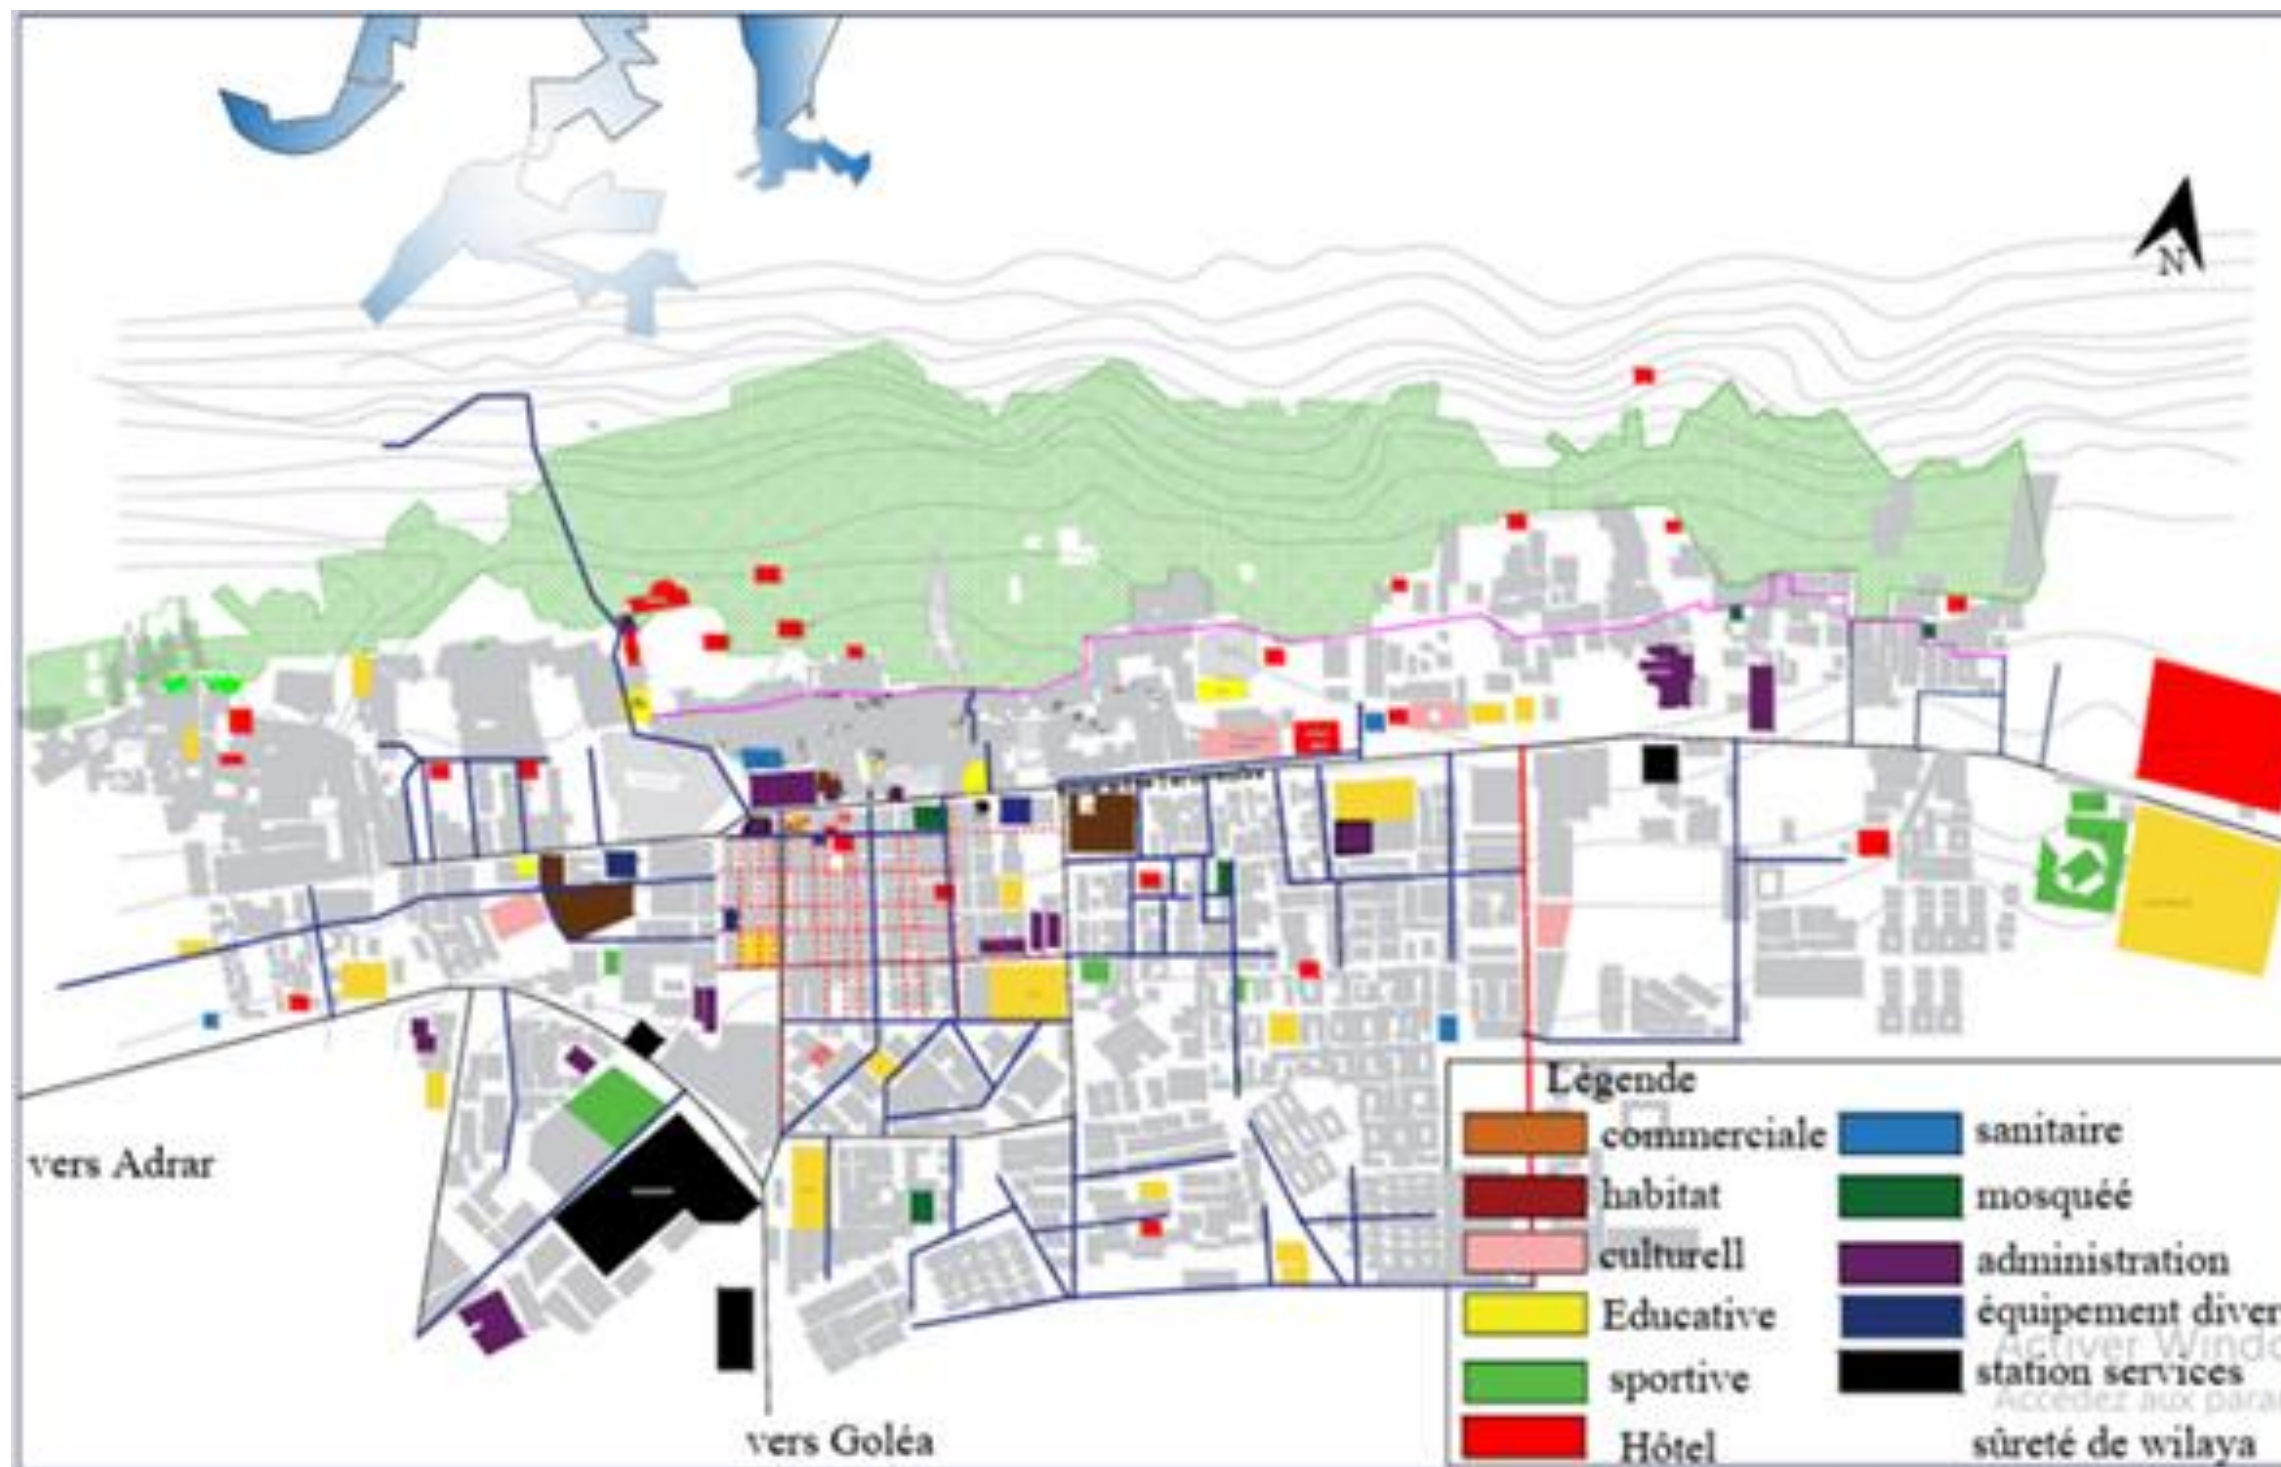 N
vers Adrar
vers Goléa
Légende
commerciale
habitat
culturell
Educative
sportive
Hôtel
sanitaire
mosquéé
administration
équipement diver
Activer Windo
station services
Accédez aux para
sûreté de wilaya